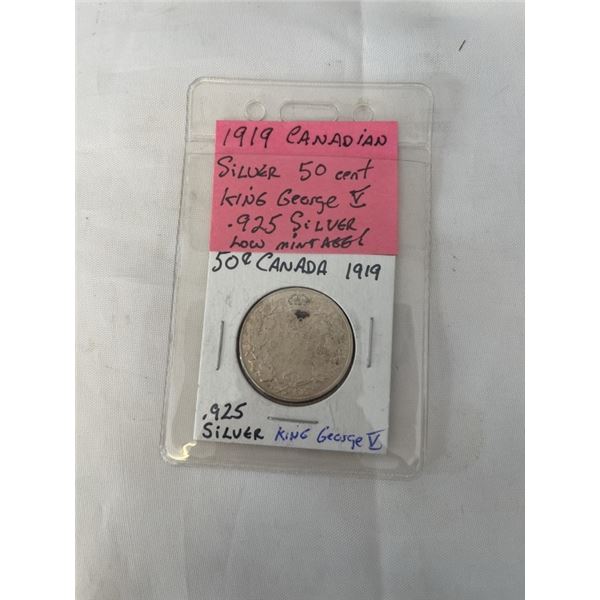 1919 CANADIAN
SILVER 50 cent
KING George V
.925 SILVER
LOW MINTAGE!
50¢ CANADA 1919
.925
SILVER KING George V